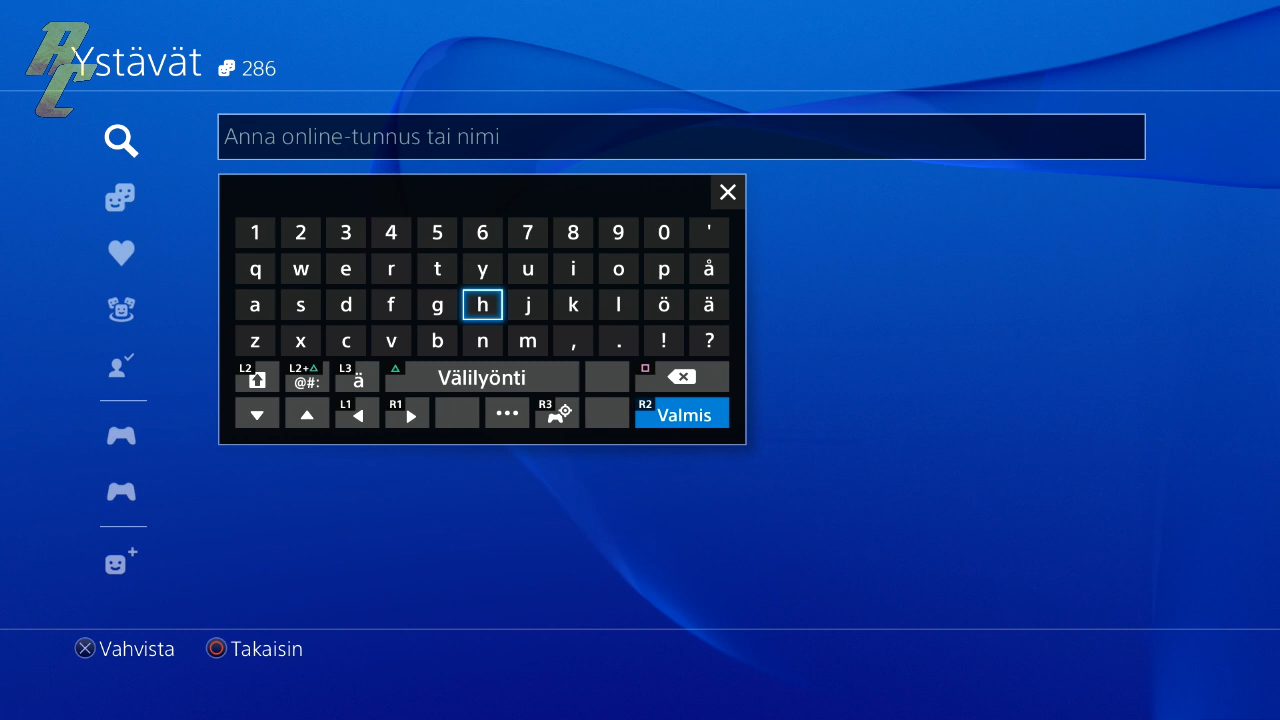 RC
Ystävät 286
Anna online-tunnus tai nimi
1 2 3 4 5 6 7 8 9 0 '
q w e r t y u i o p å
a s d f g h j k l ö ä
z x c v b n m , . ! ?
L2 L2+△ @#: L3 ä △ Välilyönti □
L1 R1 ... R3 R2 Valmis
Vahvista Takaisin